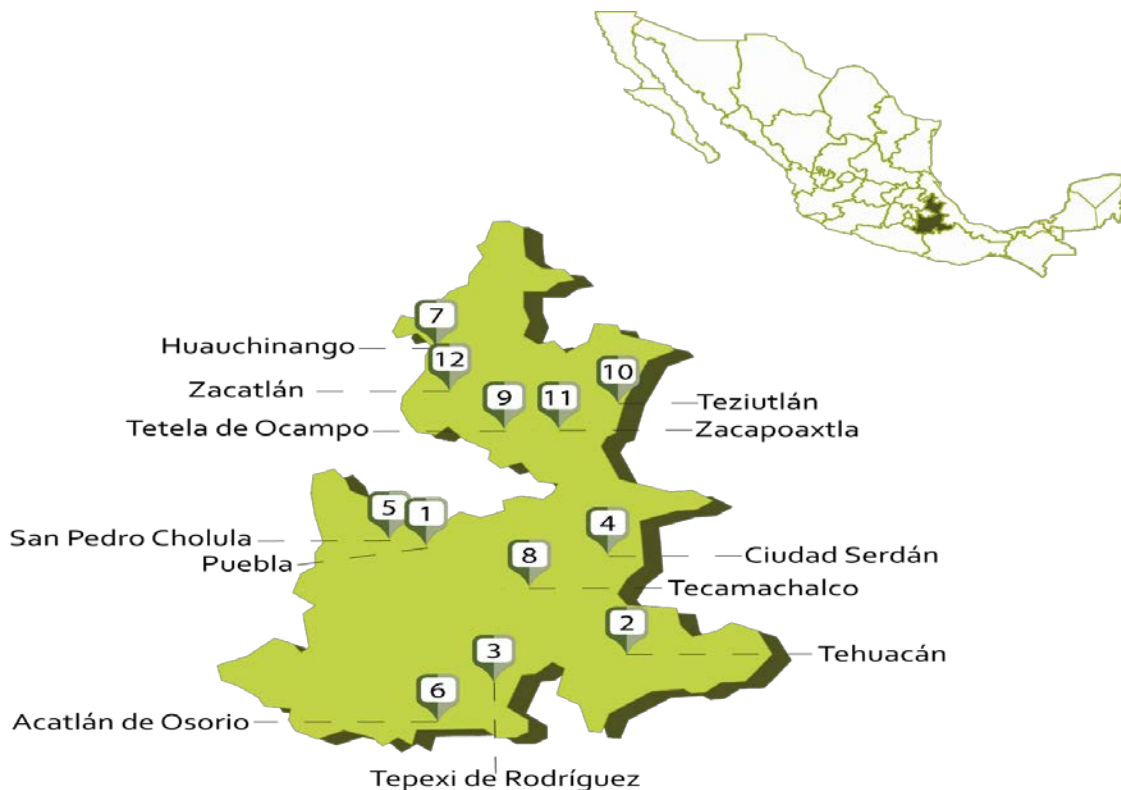 7
Huauchinango
12
10
Zacatlán
9
11
Teziutlán
Tetela de Ocampo
Zacapoaxtla
5
1
4
San Pedro Cholula
Puebla
8
Ciudad Serdán
Tecamachalco
2
3
Tehuacán
6
Acatlán de Osorio
Tepexi de Rodríguez